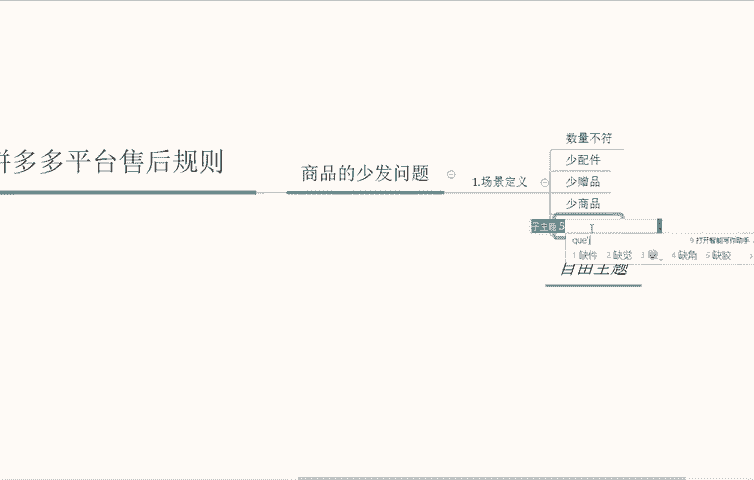 拼多多平台售后规则
商品的少发问题
1.场景定义
数量不符
少配件
少赠品
少商品
子主题 5
que'j
9 打开智能写作助手
1 缺件 2 缺觉 4 缺角 5 缺胶
自由主题